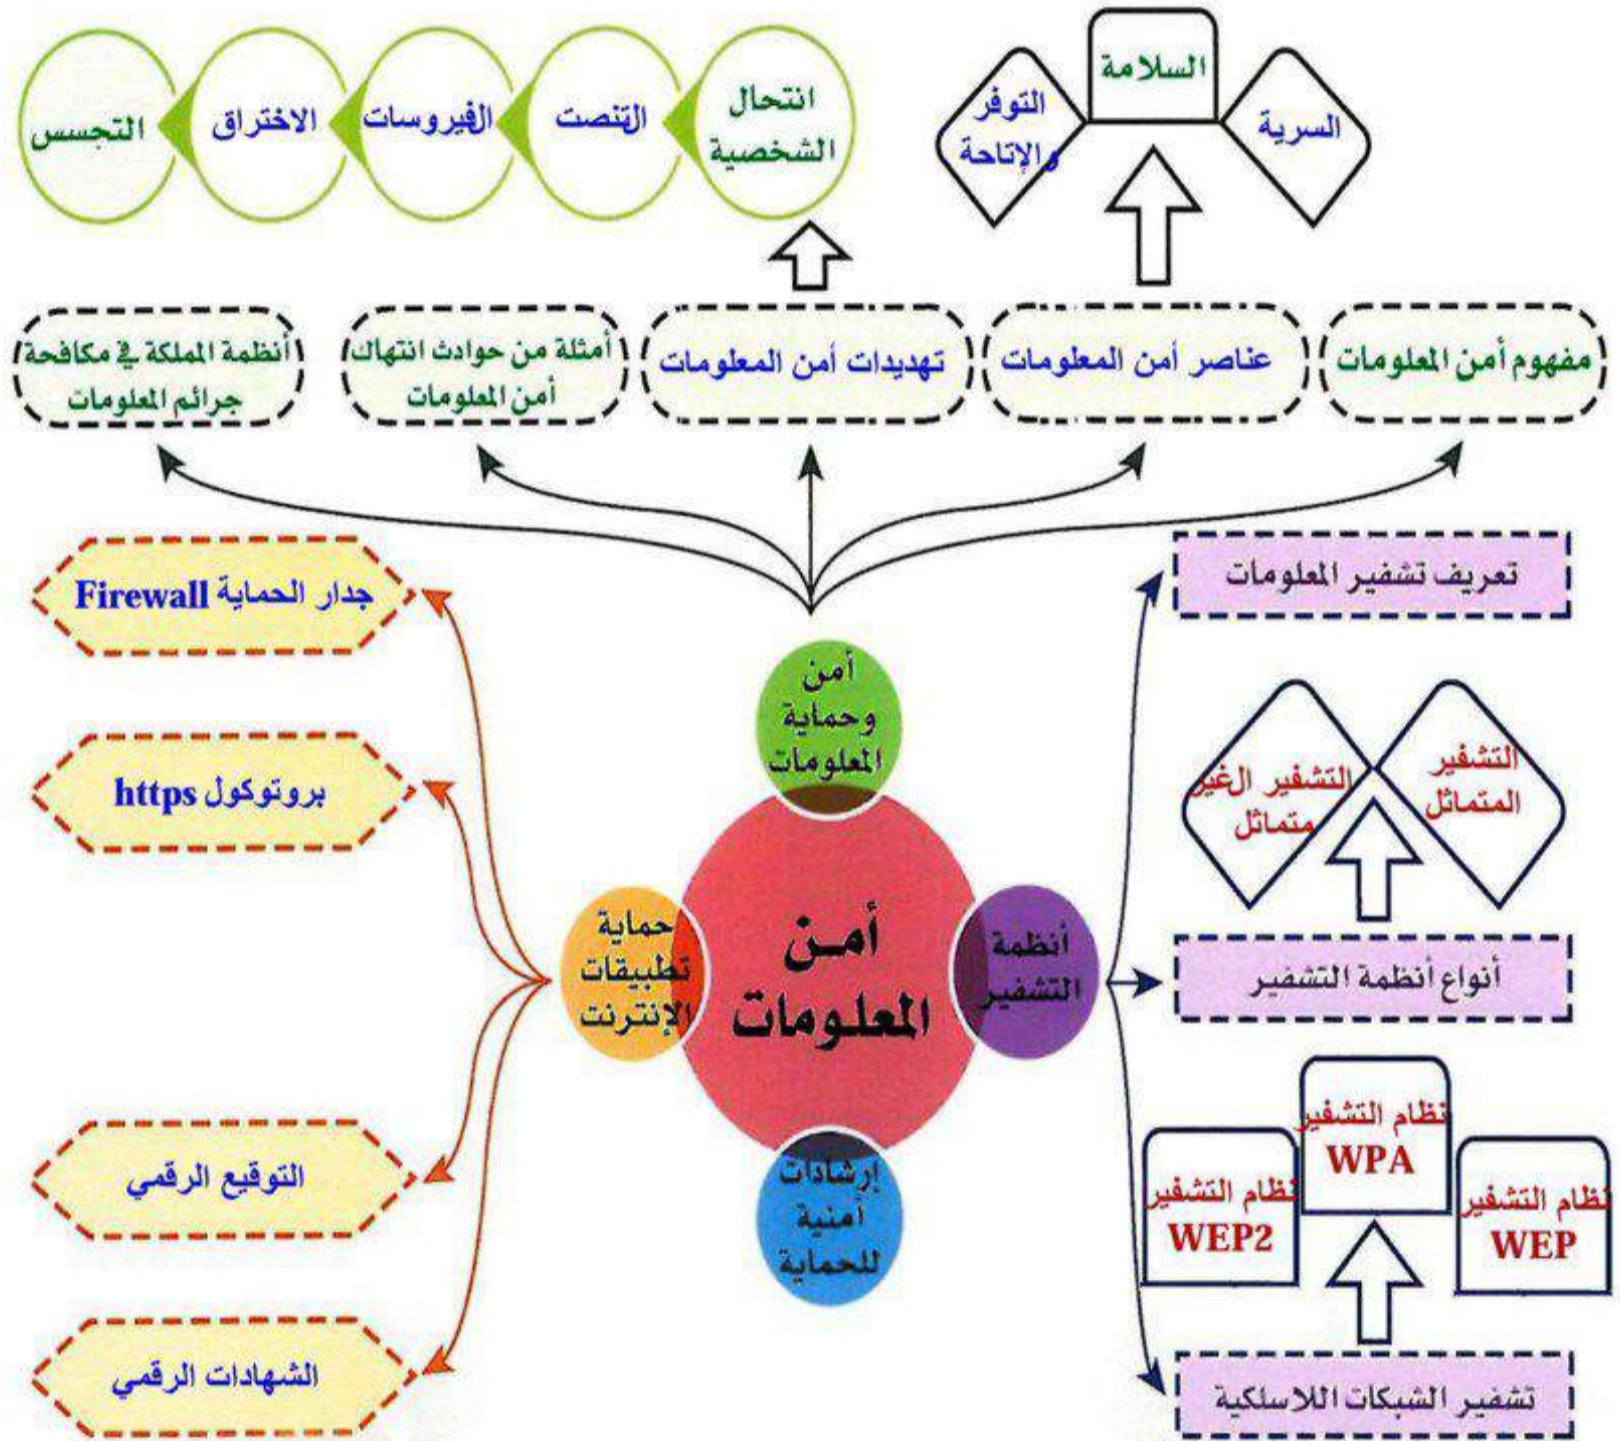 السلامة
السرية
التوفر
والإتاحة
انتحال
الشخصية
التنصت
الفيروسات
الاختراق
التجسس
مفهوم أمن المعلومات
عناصر أمن المعلومات
تهديدات أمن المعلومات
أمثلة من حوادث انتهاك
أمن المعلومات
أنظمة المملكة في مكافحة
جرائم المعلومات
أمن
وحماية
المعلومات
أمن
المعلومات
أنظمة
التشفير
تعريف تشفير المعلومات
التشفير
المتماثل
التشفير الغير
متماثل
أنواع أنظمة التشفير
نظام التشفير
WEP
نظام التشفير
WPA
نظام التشفير
WEP2
تشفير الشبكات اللاسلكية
إرشادات
أمنية
للحماية
حماية
تطبيقات
الإنترنت
جدار الحماية Firewall
بروتوكول https
التوقيع الرقمي
الشهادات الرقمي